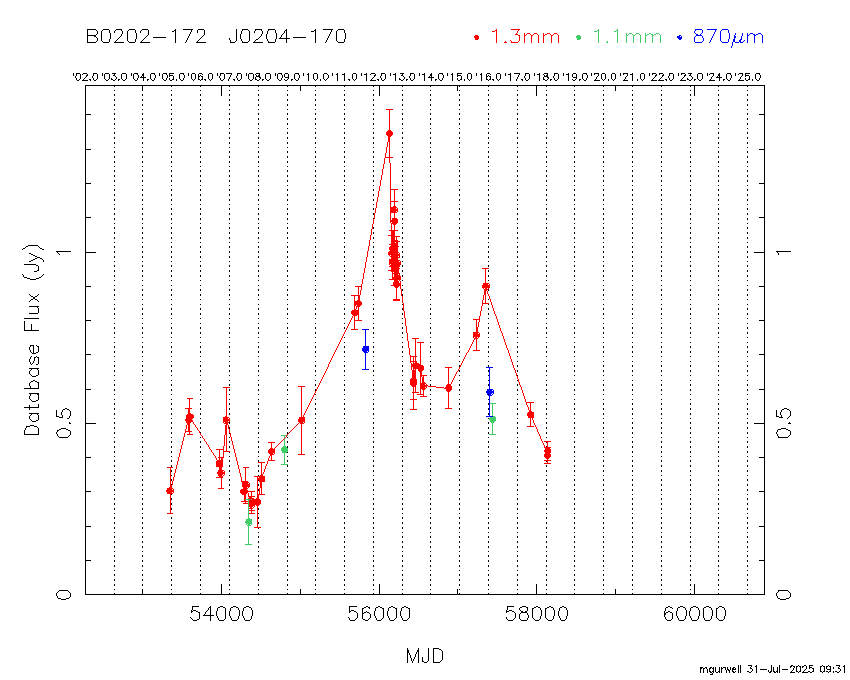 B0202-172 J0204-170 1.3mm 1.1mm 870μm
'02.0 '03.0 '04.0 '05.0 '06.0 '07.0 '08.0 '09.0 '10.0 '11.0 '12.0 '13.0 '14.0 '15.0 '16.0 '17.0 '18.0 '19.0 '20.0 '21.0 '22.0 '23.0 '24.0 '25.0
1 1
Database Flux (Jy)
0.5 0.5
0 0
54000 56000 58000 60000
MJD
mgurwell 31-Jul-2025 09:31